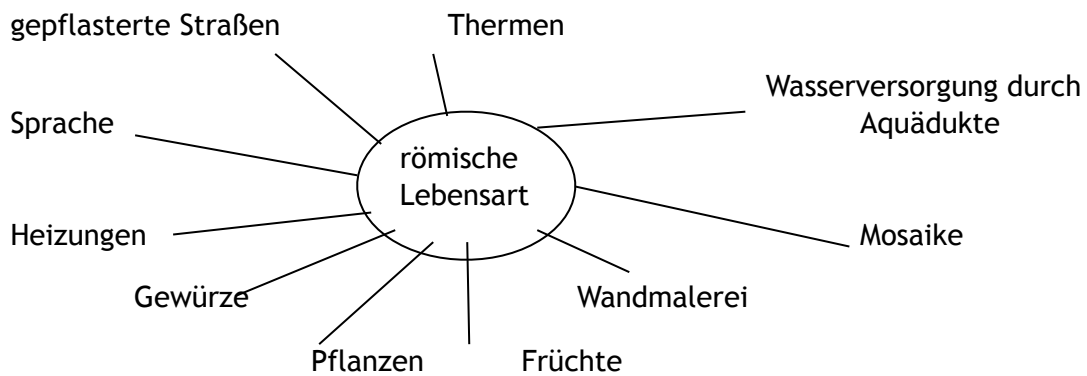 gepflasterte Straßen
Thermen
Wasserversorgung durch
Aquädukte
Sprache
römische
Lebensart
Heizungen
Mosaike
Gewürze
Wandmalerei
Pflanzen
Früchte